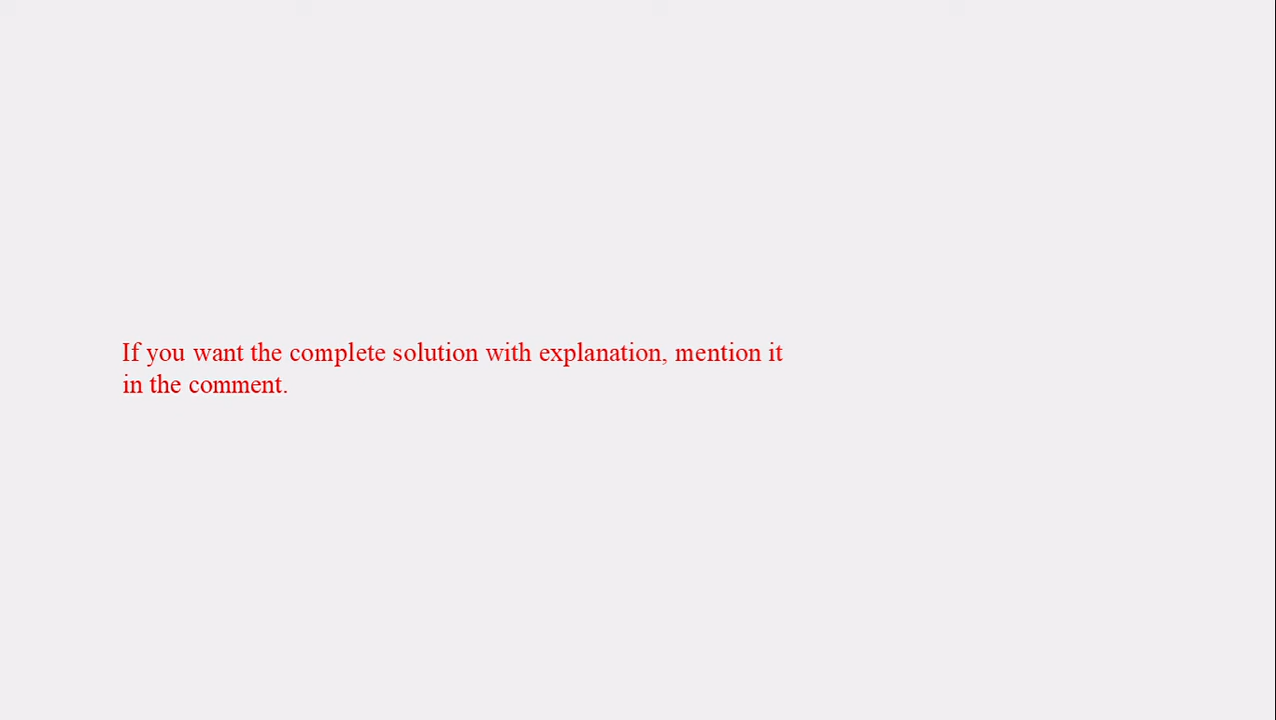 If you want the complete solution with explanation, mention it
in the comment.